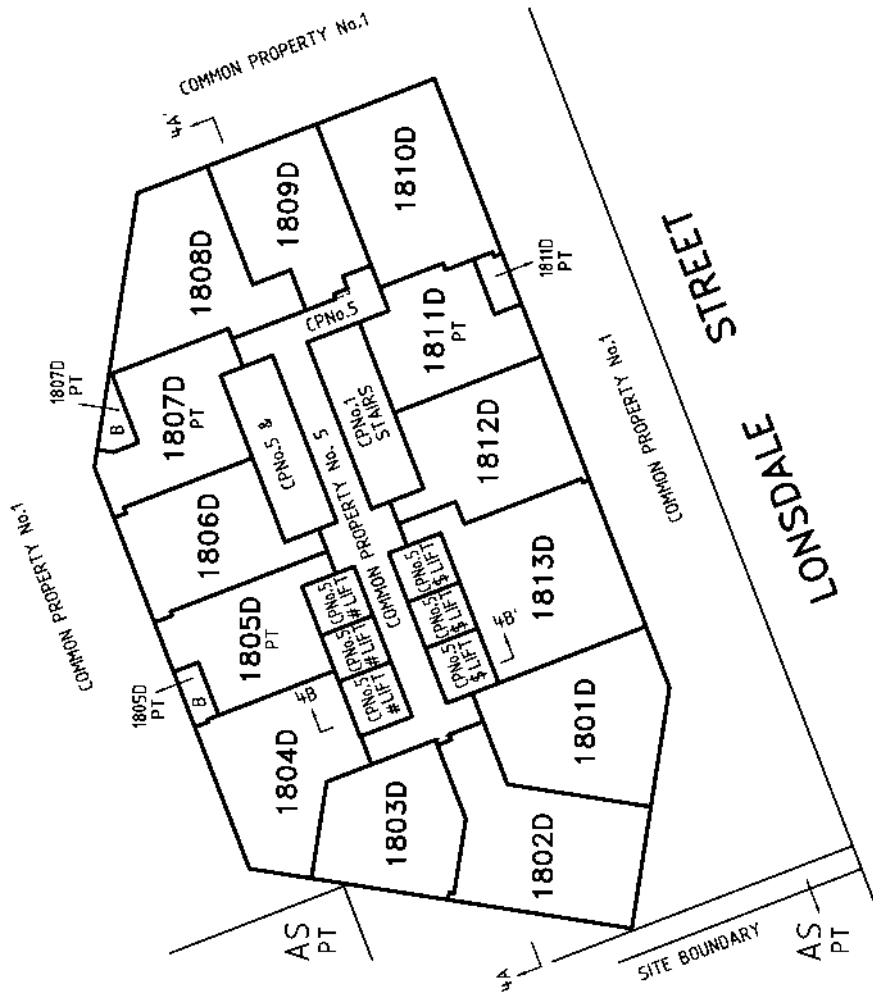 COMMON PROPERTY No.1
4A'
1809D
1810D
1808D
1811D
PT
CPNo.5
1811D
PT
STREET
1807D
PT
B
1807D
PT
CPNo.5 &
CPNo.1
STAIRS
COMMON PROPERTY No. 5
1812D
COMMON PROPERTY No.1
LONSDALE
COMMON PROPERTY No.1
1806D
1805D
PT
1805D
PT
B
CPNo.5
# LIFT
CPNo.5
# LIFT
CPNo.5
# LIFT
CPNo.5
$ LIFT
CPNo.5
$ LIFT
CPNo.5
$ LIFT
1813D
4B
4B'
1804D
1803D
1801D
1802D
AS
PT
4A
SITE BOUNDARY
AS
PT